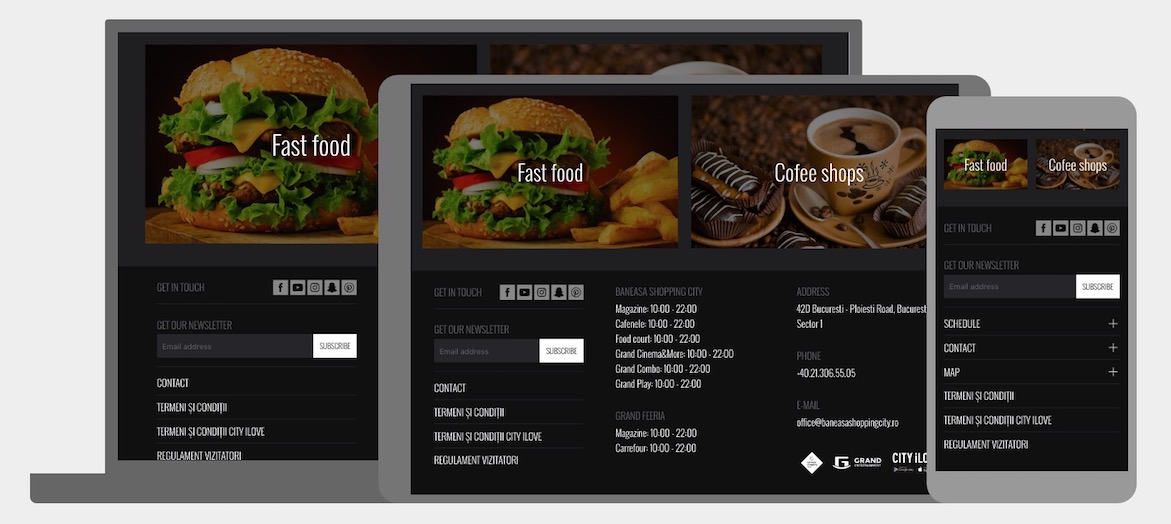 Fast food
GET IN TOUCH
GET OUR NEWSLETTER
Email address
SUBSCRIBE
CONTACT
TERMENI ȘI CONDIȚII
TERMENI ȘI CONDIȚII CITY ILOVE
REGULAMENT VIZITATORI
Fast food
Cofee shops
GET IN TOUCH
GET OUR NEWSLETTER
Email address
SUBSCRIBE
CONTACT
TERMENI ȘI CONDIȚII
TERMENI ȘI CONDIȚII CITY ILOVE
REGULAMENT VIZITATORI
BANEASA SHOPPING CITY
Magazine: 10:00 - 22:00
Cafenele: 10:00 - 22:00
Food court: 10:00 - 22:00
Grand Cinema&More: 10:00 - 22:00
Grand Combo: 10:00 - 22:00
Grand Play: 10:00 - 22:00
GRAND FEERIA
Magazine: 10:00 - 22:00
Carrefour: 10:00 - 22:00
ADDRESS
42D Bucuresti - Ploiesti Road, Bucurest
Sector 1
PHONE
+40.21.306.55.05
E-MAIL
office@baneasashoppingcity.ro
GRAND
ENTERTAINMENT
CITY iLO
Fast food
Cofee shops
GET IN TOUCH
GET OUR NEWSLETTER
Email address
SUBSCRIBE
SCHEDULE
CONTACT
MAP
TERMENI ȘI CONDIȚII
TERMENI ȘI CONDIȚII CITY ILOVE
REGULAMENT VIZITATORI